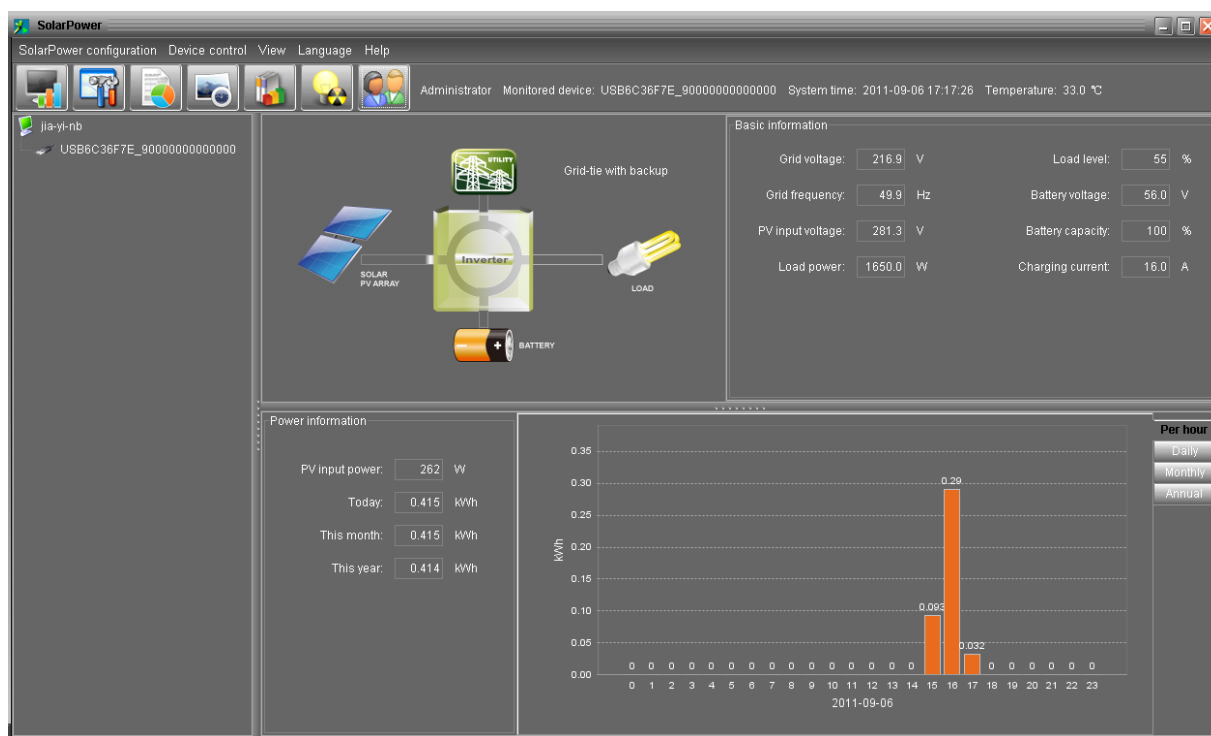 SolarPower
SolarPower configuration Device control View Language Help
Administrator Monitored device: USB6C36F7E_90000000000000 System time: 2011-09-06 17:17:26 Temperature: 33.0 ℃
jia-yi-nb
USB6C36F7E_90000000000000
UTILITY
Grid-tie with backup
SOLAR
PV ARRAY
Inverter
LOAD
BATTERY
Basic information
Grid voltage: 216.9 V Load level: 55 %
Grid frequency: 49.9 Hz Battery voltage: 56.0 V
PV input voltage: 281.3 V Battery capacity: 100 %
Load power: 1650.0 W Charging current: 16.0 A
Power information
PV input power: 262 W
Today: 0.415 kWh
This month: 0.415 kWh
This year: 0.414 kWh
Per hour
Daily
Monthly
Annual
kWh
0.35
0.30
0.25
0.20
0.15
0.10
0.05
0.00
0 0 0 0 0 0 0 0 0 0 0 0 0 0 0 0.093 0.29 0.032 0 0 0 0 0 0
0 1 2 3 4 5 6 7 8 9 10 11 12 13 14 15 16 17 18 19 20 21 22 23
2011-09-06